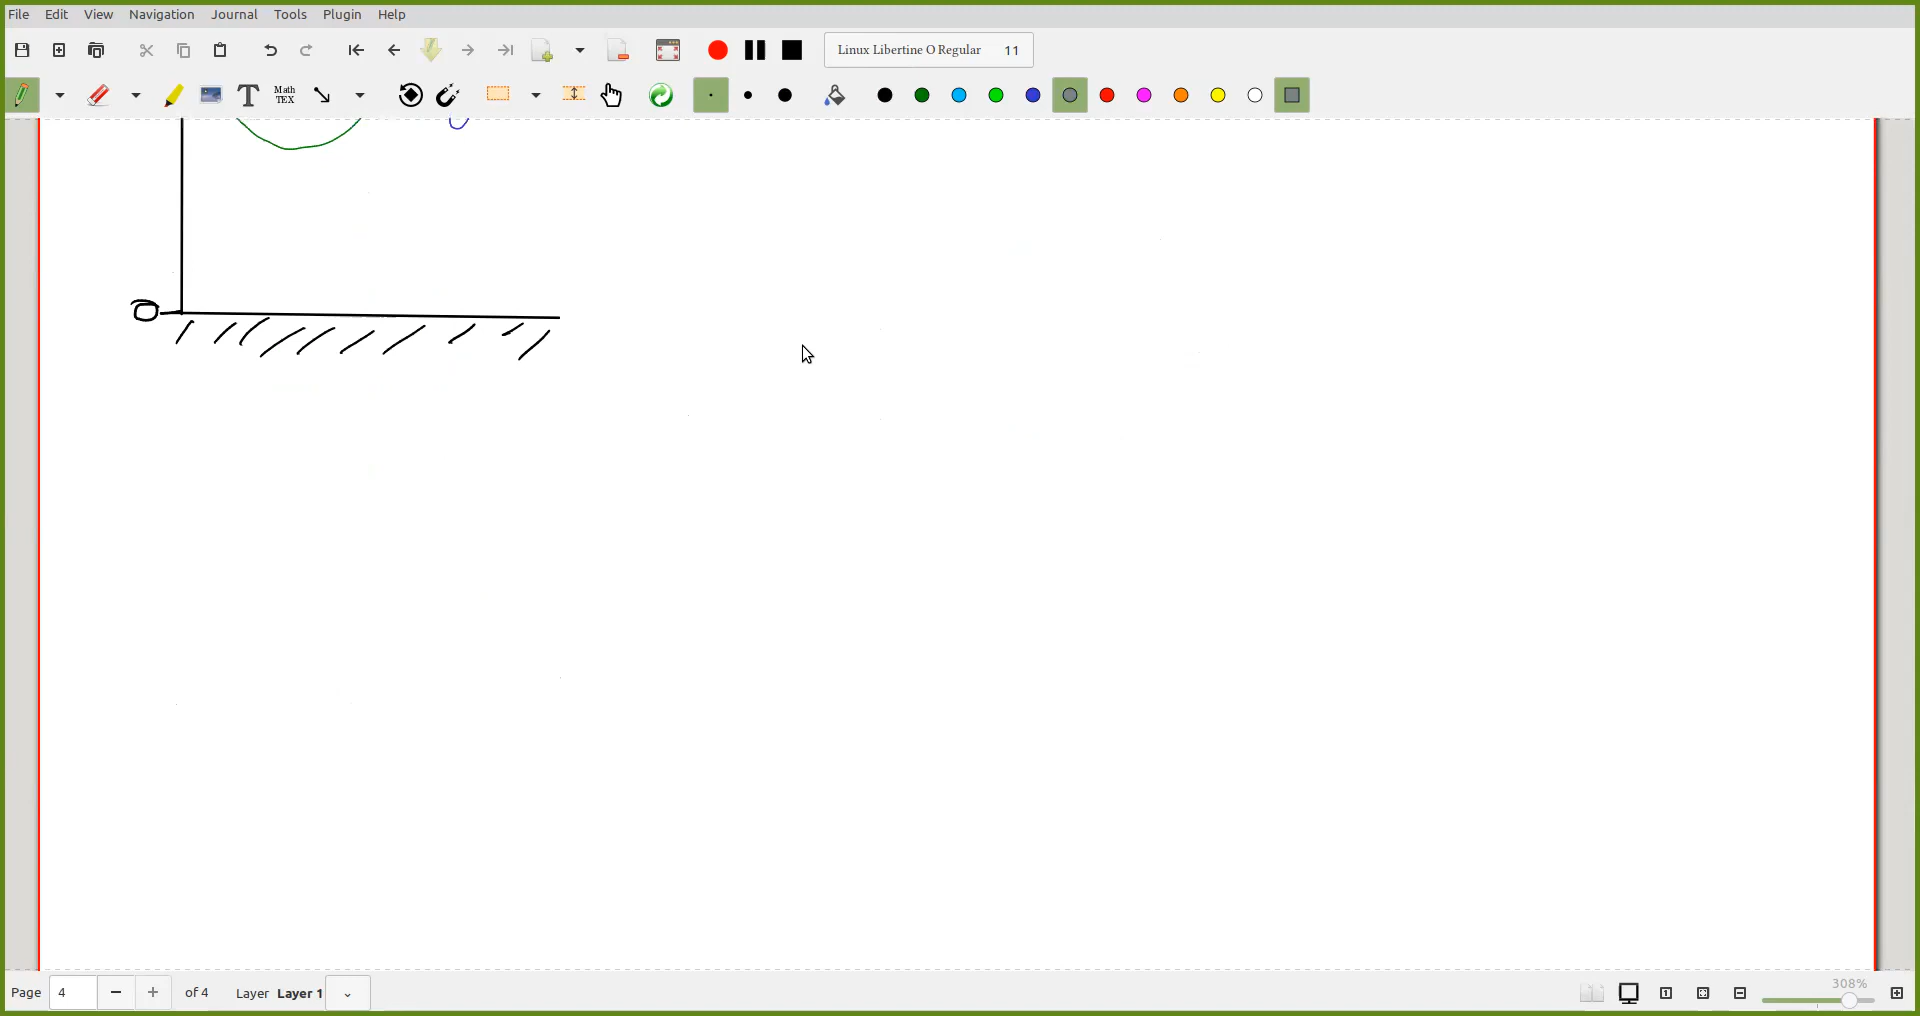 File Edit View Navigation Journal Tools Plugin Help
Linux Libertine O Regular 11
T Math TEX
O
Page 4 of 4 Layer Layer 1 308%